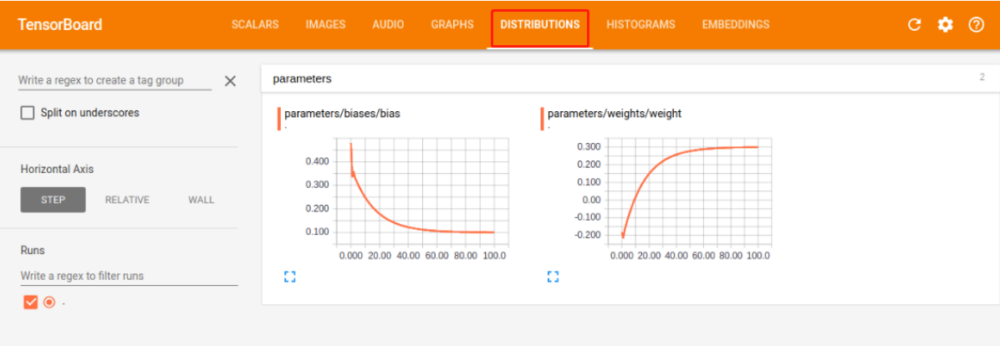 TensorBoard SCALARS IMAGES AUDIO GRAPHS DISTRIBUTIONS HISTOGRAMS EMBEDDINGS
Write a regex to create a tag group
Split on underscores
Horizontal Axis
STEP RELATIVE WALL
Runs
Write a regex to filter runs
.
parameters 2
parameters/biases/bias
.
0.400
0.300
0.200
0.100
0.000 20.00 40.00 60.00 80.00 100.0
parameters/weights/weight
.
0.300
0.200
0.100
0.00
-0.100
-0.200
0.000 20.00 40.00 60.00 80.00 100.0